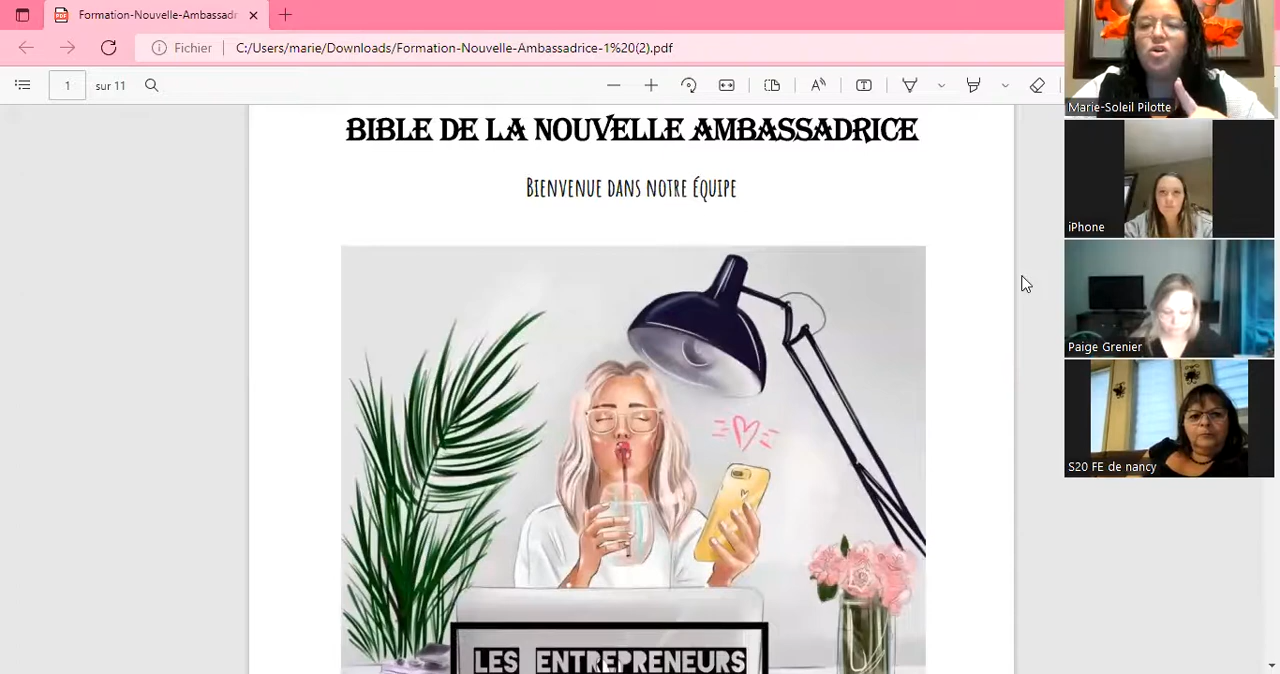 Formation-Nouvelle-Ambassadr
Fichier
C:/Users/marie/Downloads/Formation-Nouvelle-Ambassadrice-1%20(2).pdf
1
sur 11
BIBLE DE LA NOUVELLE AMBASSADRICE
BIENVENUE DANS NOTRE ÉQUIPE
LES ENTREPRENEURS
Marie-Soleil Pilotte
iPhone
Paige Grenier
S20 FE de nancy